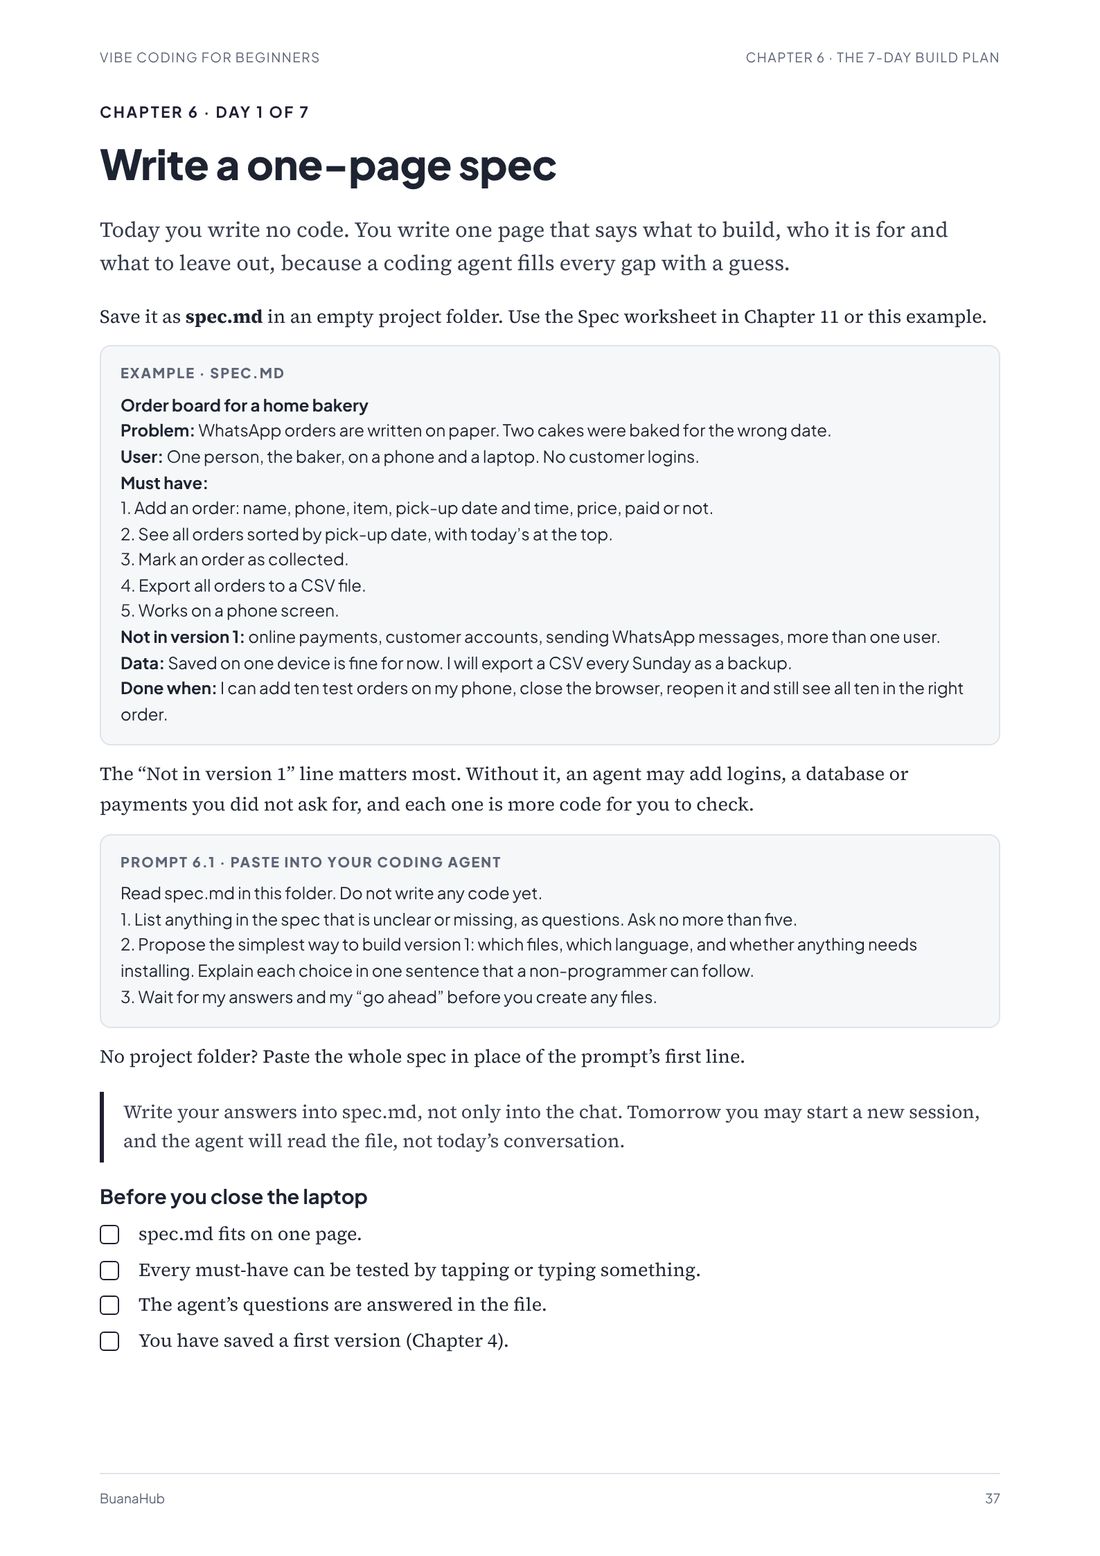 VIBE CODING FOR BEGINNERS
CHAPTER 6 · THE 7-DAY BUILD PLAN
CHAPTER 6 · DAY 1 OF 7
Write a one-page spec
Today you write no code. You write one page that says what to build, who it is for and
what to leave out, because a coding agent fills every gap with a guess.
Save it as spec.md in an empty project folder. Use the Spec worksheet in Chapter 11 or this example.
EXAMPLE · SPEC.MD
Order board for a home bakery
Problem: WhatsApp orders are written on paper. Two cakes were baked for the wrong date.
User: One person, the baker, on a phone and a laptop. No customer logins.
Must have:
1. Add an order: name, phone, item, pick-up date and time, price, paid or not.
2. See all orders sorted by pick-up date, with today’s at the top.
3. Mark an order as collected.
4. Export all orders to a CSV file.
5. Works on a phone screen.
Not in version 1: online payments, customer accounts, sending WhatsApp messages, more than one user.
Data: Saved on one device is fine for now. I will export a CSV every Sunday as a backup.
Done when: I can add ten test orders on my phone, close the browser, reopen it and still see all ten in the right
order.
The “Not in version 1” line matters most. Without it, an agent may add logins, a database or
payments you did not ask for, and each one is more code for you to check.
PROMPT 6.1 · PASTE INTO YOUR CODING AGENT
Read spec.md in this folder. Do not write any code yet.
1. List anything in the spec that is unclear or missing, as questions. Ask no more than five.
2. Propose the simplest way to build version 1: which files, which language, and whether anything needs
installing. Explain each choice in one sentence that a non-programmer can follow.
3. Wait for my answers and my “go ahead” before you create any files.
No project folder? Paste the whole spec in place of the prompt’s first line.
Write your answers into spec.md, not only into the chat. Tomorrow you may start a new session,
and the agent will read the file, not today’s conversation.
Before you close the laptop
spec.md fits on one page.
Every must-have can be tested by tapping or typing something.
The agent’s questions are answered in the file.
You have saved a first version (Chapter 4).
BuanaHub
37